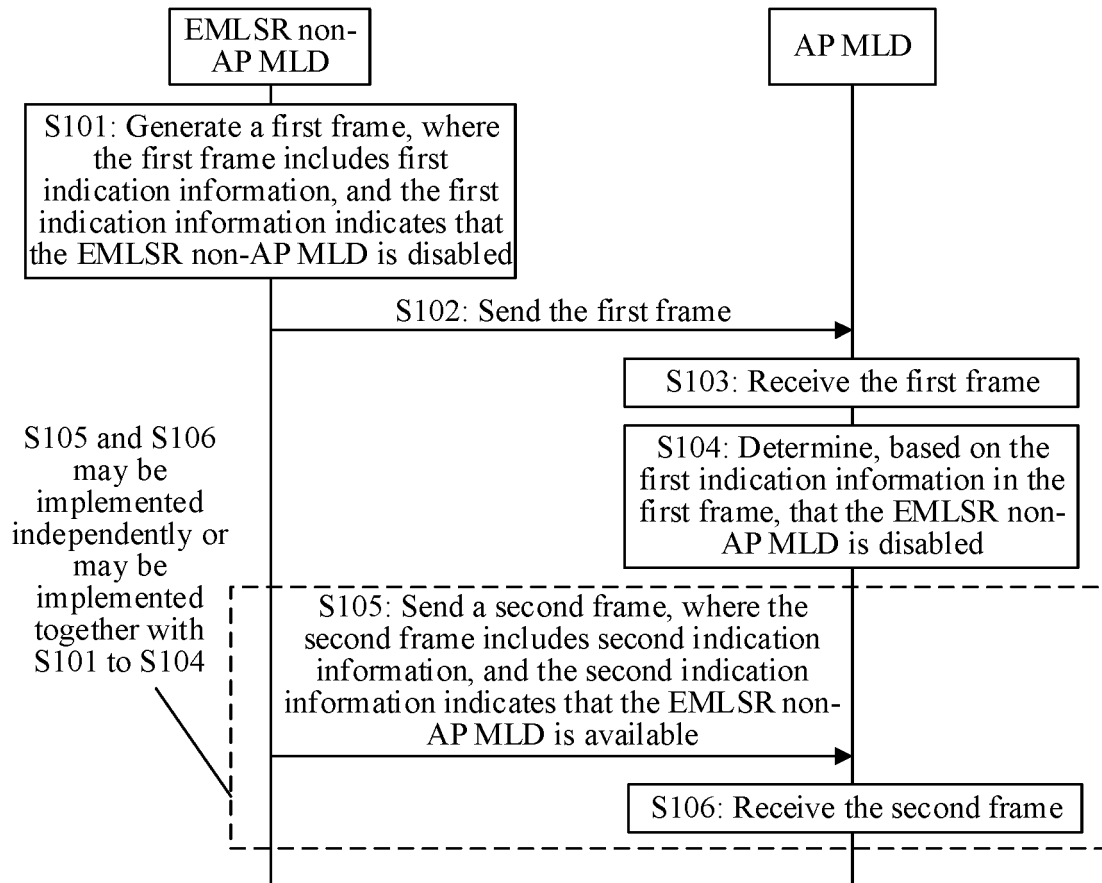 EMLSR non-
AP MLD
AP MLD
S101: Generate a first frame, where
the first frame includes first
indication information, and the first
indication information indicates that
the EMLSR non-AP MLD is disabled
S102: Send the first frame
S103: Receive the first frame
S104: Determine, based on the
first indication information in the
first frame, that the EMLSR non-
AP MLD is disabled
S105 and S106
may be
implemented
independently or
may be
implemented
together with
S101 to S104
S105: Send a second frame, where the
second frame includes second indication
information, and the second indication
information indicates that the EMLSR non-
AP MLD is available
S106: Receive the second frame